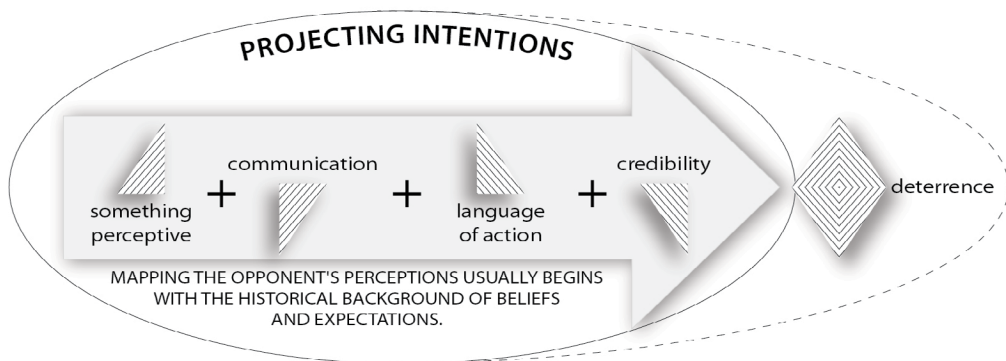 PROJECTING INTENTIONS
something
perceptive
+
communication
+
language
of action
+
credibility
deterrence
MAPPING THE OPPONENT'S PERCEPTIONS USUALLY BEGINS
WITH THE HISTORICAL BACKGROUND OF BELIEFS
AND EXPECTATIONS.